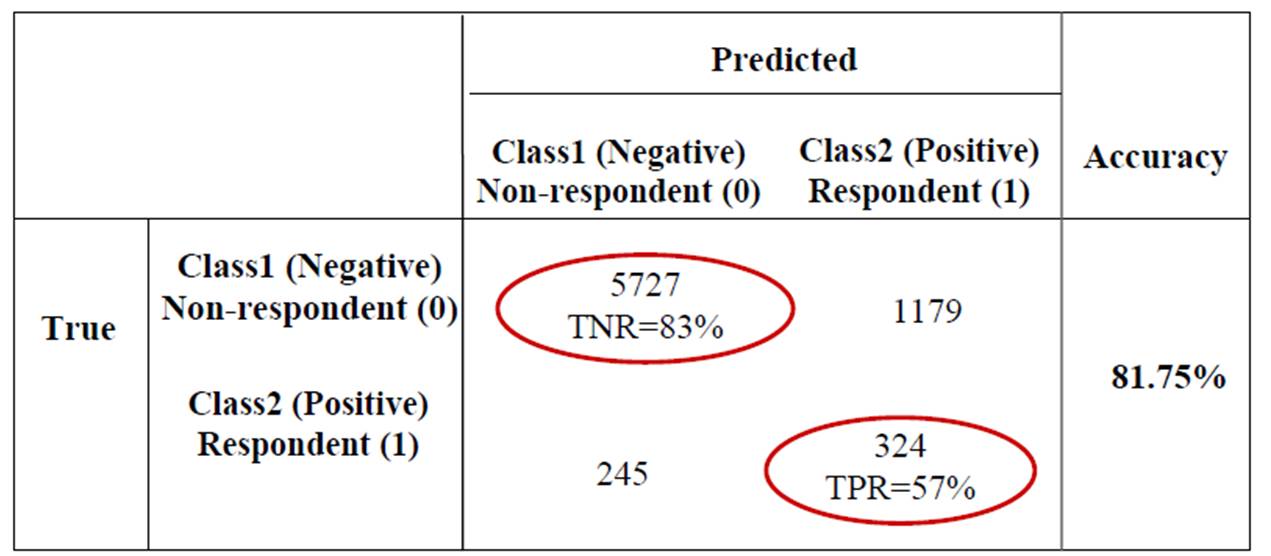 Predicted
Class1 (Negative)
Non-respondent (0)
Class2 (Positive)
Respondent (1)
Accuracy
True
Class1 (Negative)
Non-respondent (0)
5727
TNR=83%
1179
81.75%
Class2 (Positive)
Respondent (1)
245
324
TPR=57%